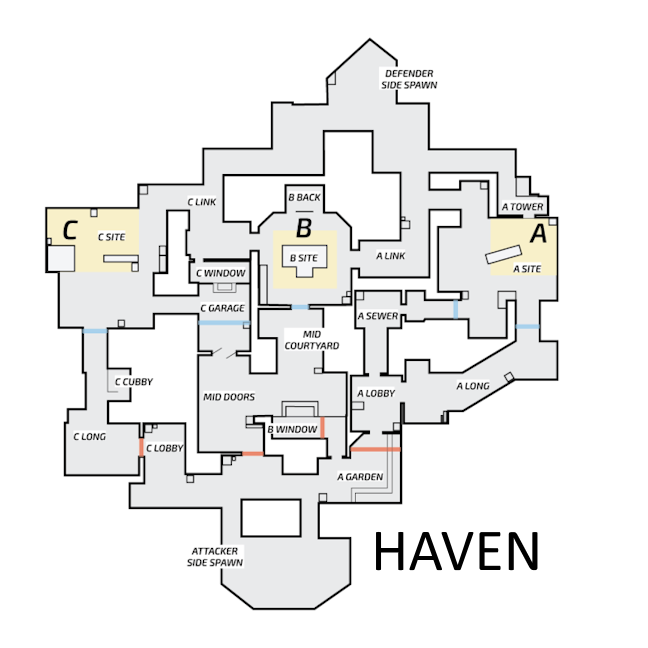 DEFENDER
SIDE SPAWN
A TOWER
C LINK
B BACK
C
C SITE
B
B SITE
A LINK
A
A SITE
C WINDOW
C GARAGE
A SEWER
MID
COURTYARD
C CUBBY
MID DOORS
A LOBBY
A LONG
B WINDOW
C LONG
C LOBBY
A GARDEN
ATTACKER
SIDE SPAWN
HAVEN